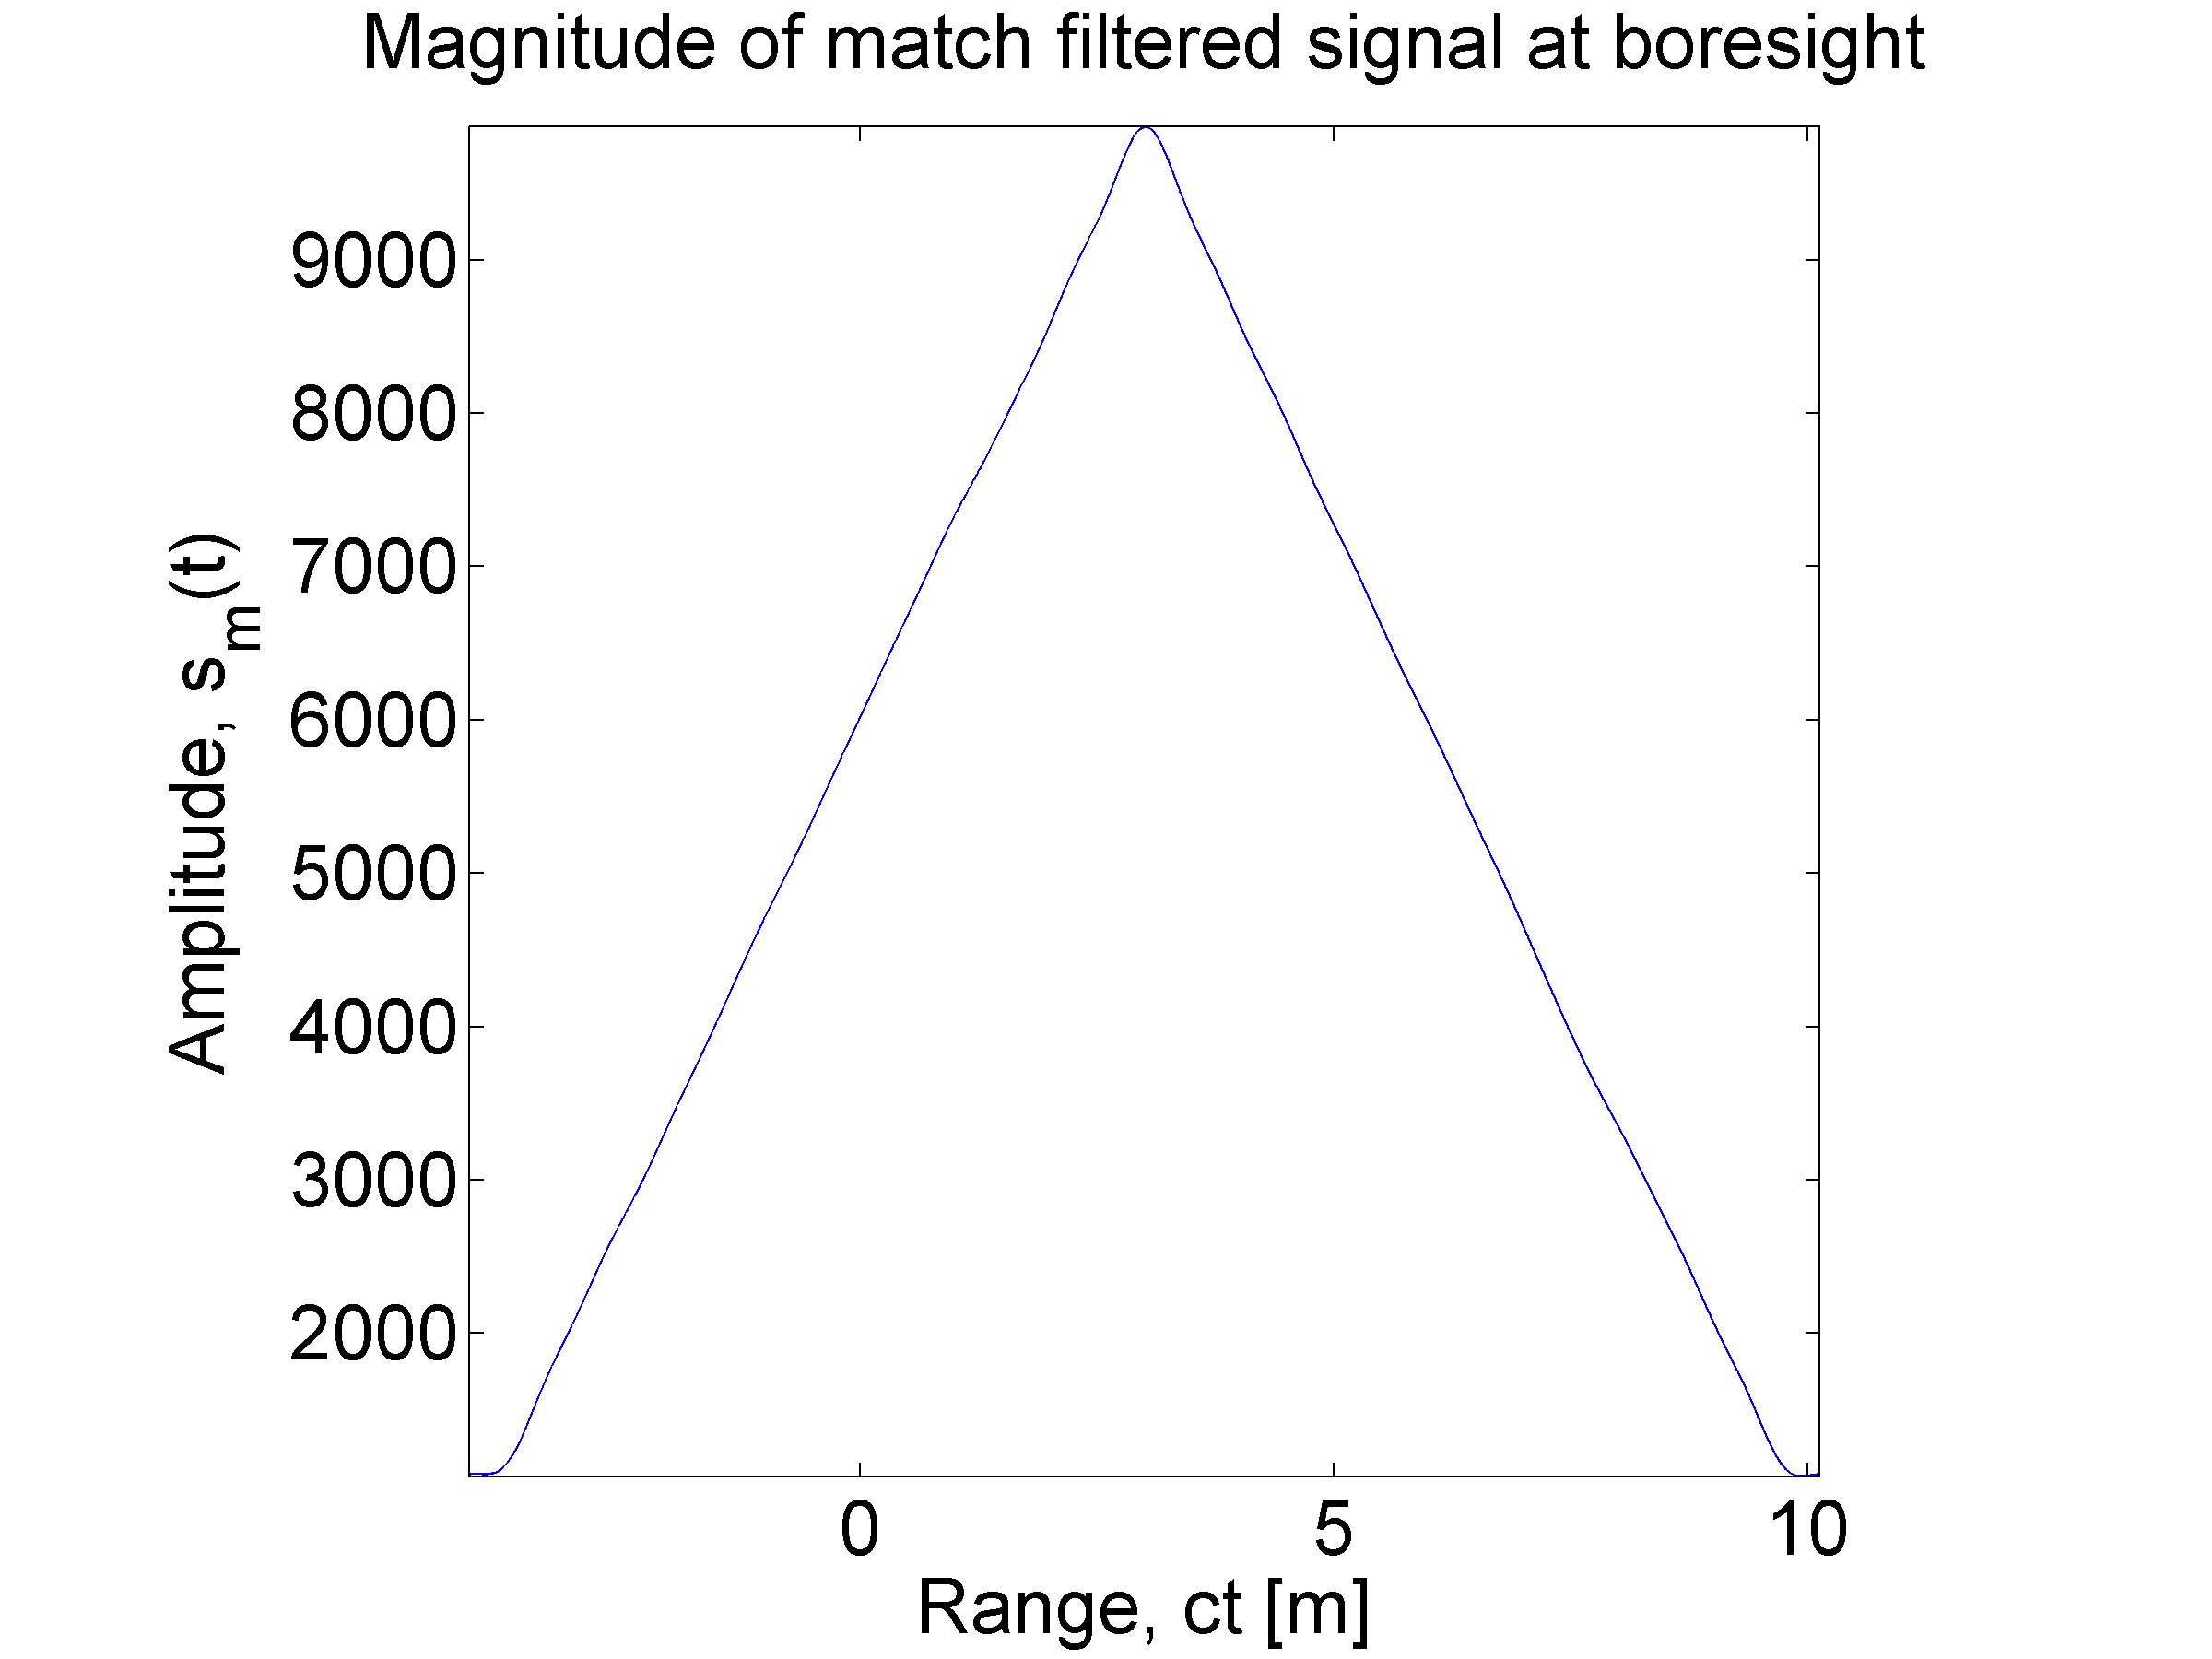 Magnitude of match filtered signal at boresight
9000
8000
7000
6000
5000
4000
3000
2000
Amplitude, s_m(t)
0 5 10
Range, ct [m]